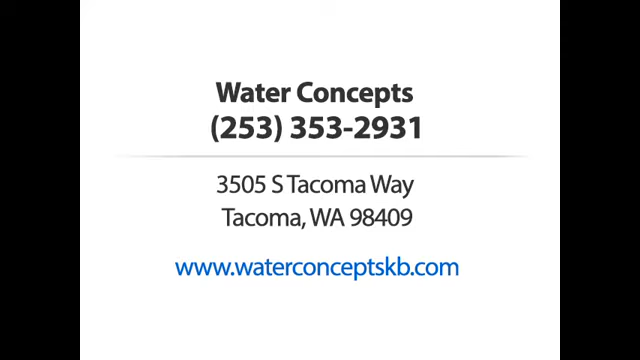 Water Concepts
(253) 353-2931
3505 S Tacoma Way
Tacoma, WA 98409
www.waterconceptskb.com